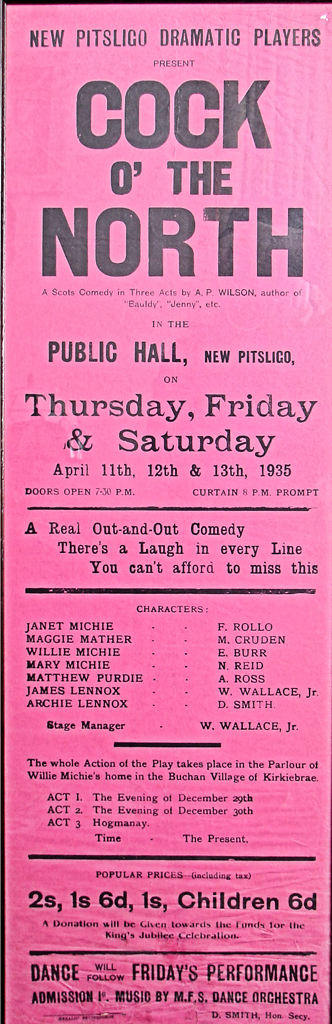 NEW PITSLIGO DRAMATIC PLAYERS
PRESENT
COCK
O' THE
NORTH
A Scots Comedy in Three Acts by A. P. WILSON, author of
"Bauldy", "Jenny", etc.
IN THE
PUBLIC HALL, NEW PITSLIGO,
ON
Thursday, Friday
& Saturday
April 11th, 12th & 13th, 1935
DOORS OPEN 7-30 P.M. CURTAIN 8 P.M. PROMPT
A Real Out-and-Out Comedy
There's a Laugh in every Line
You can't afford to miss this
CHARACTERS:
JANET MICHIE - - F. ROLLO
MAGGIE MATHER - - M. CRUDEN
WILLIE MICHIE - - E. BURR
MARY MICHIE - - N. REID
MATTHEW PURDIE - - A. ROSS
JAMES LENNOX - - W. WALLACE, Jr.
ARCHIE LENNOX - - D. SMITH.
Stage Manager - W. WALLACE, Jr.
The whole Action of the Play takes place in the Parlour of
Willie Michie's home in the Buchan Village of Kirkiebrae.
ACT 1. The Evening of December 29th
ACT 2. The Evening of December 30th
ACT 3 Hogmanay.
Time - The Present.
POPULAR PRICES (including tax)
2s, 1s 6d, 1s, Children 6d
A Donation will be Given towards the Funds for the
King's Jubilee Celebration.
DANCE WILL FOLLOW FRIDAY'S PERFORMANCE
ADMISSION 1/-. MUSIC BY M.F.S. DANCE ORCHESTRA
D. SMITH, Hon. Secy.